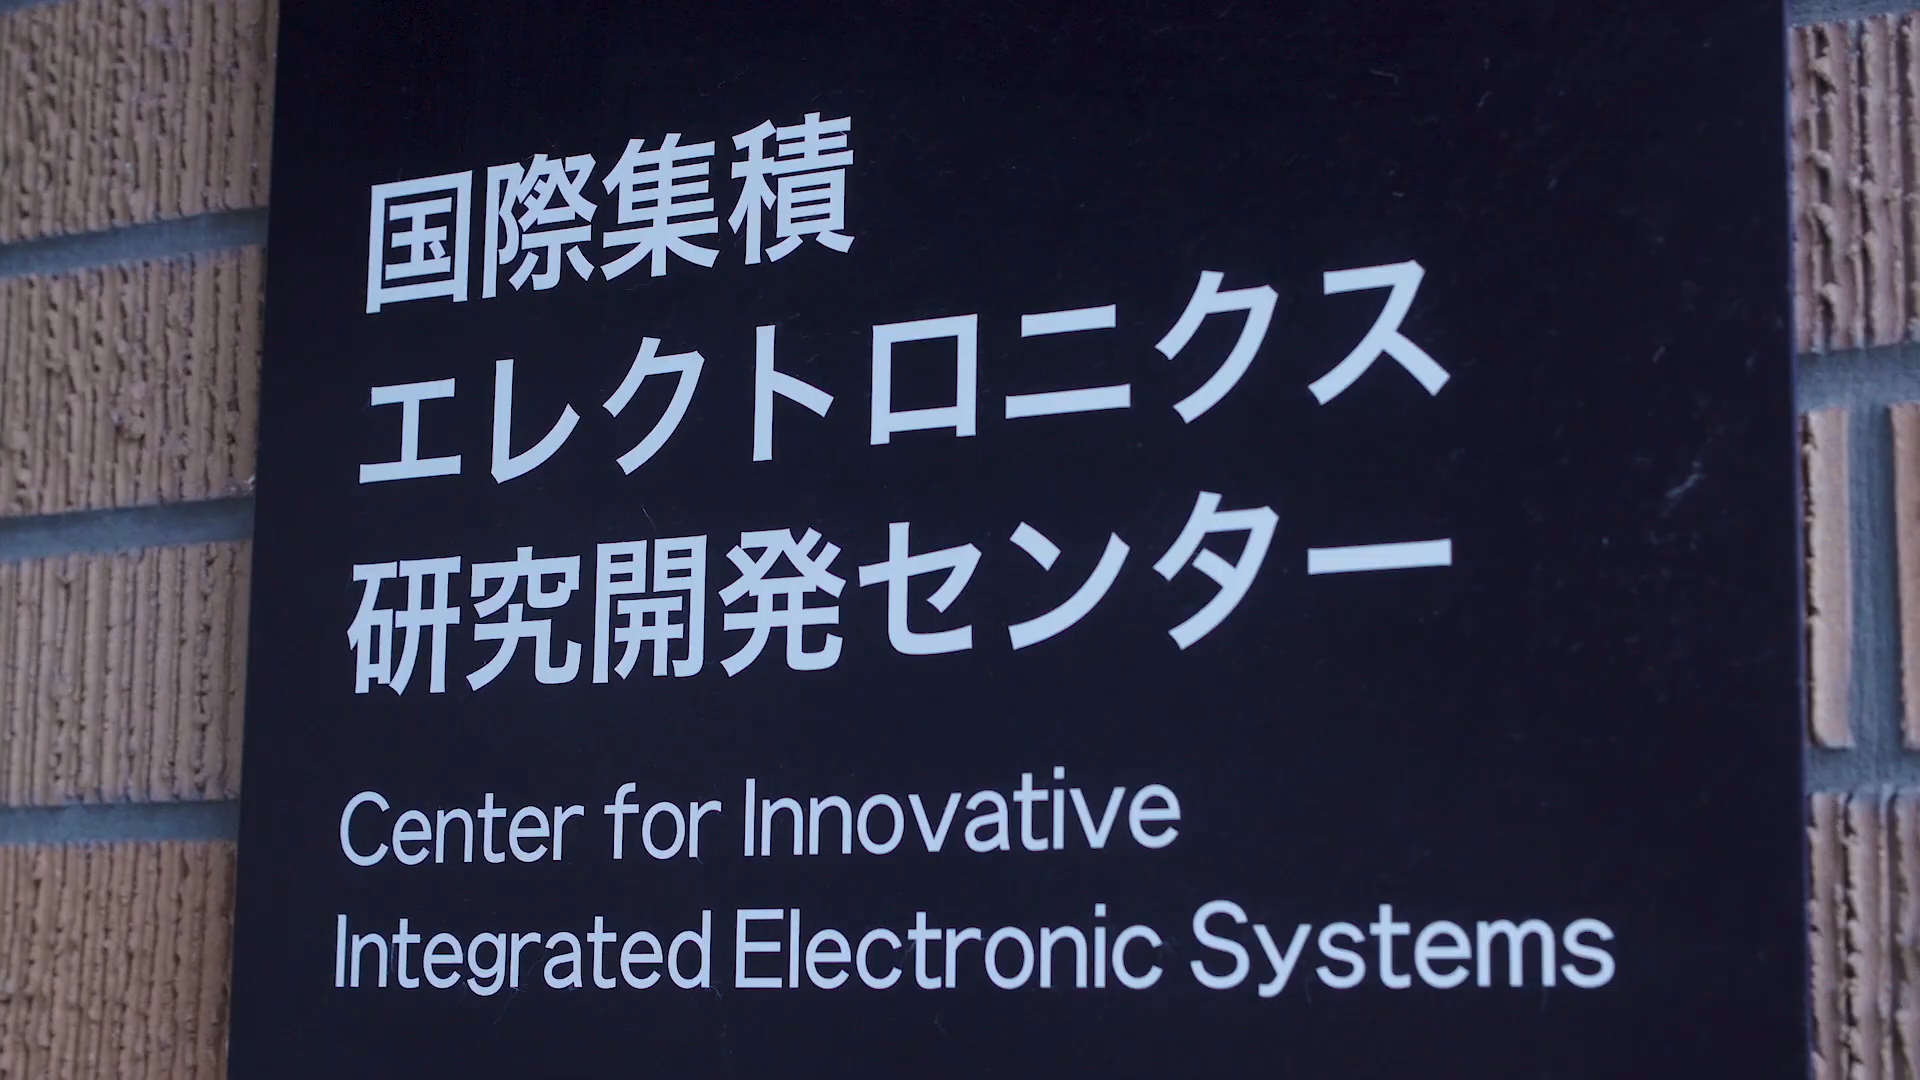 国際集積
エレクトロニクス
研究開発センター
Center for Innovative
Integrated Electronic Systems